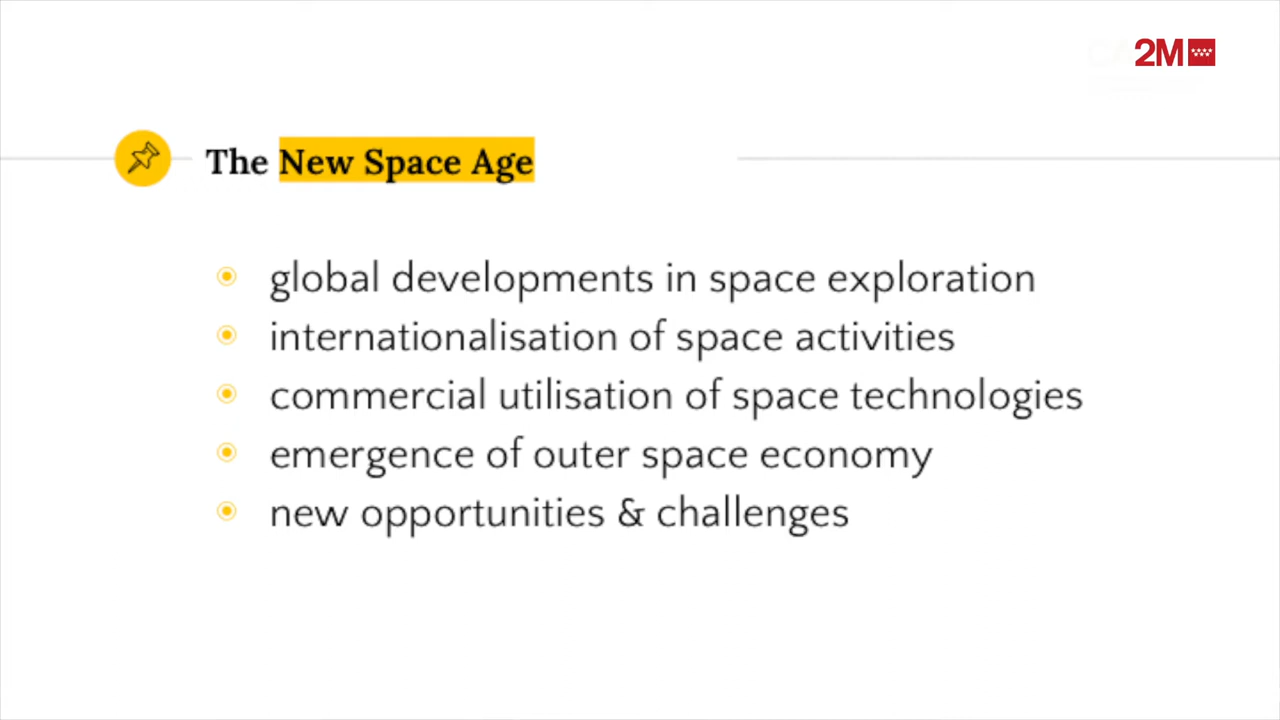 2M
The New Space Age
global developments in space exploration
internationalisation of space activities
commercial utilisation of space technologies
emergence of outer space economy
new opportunities & challenges